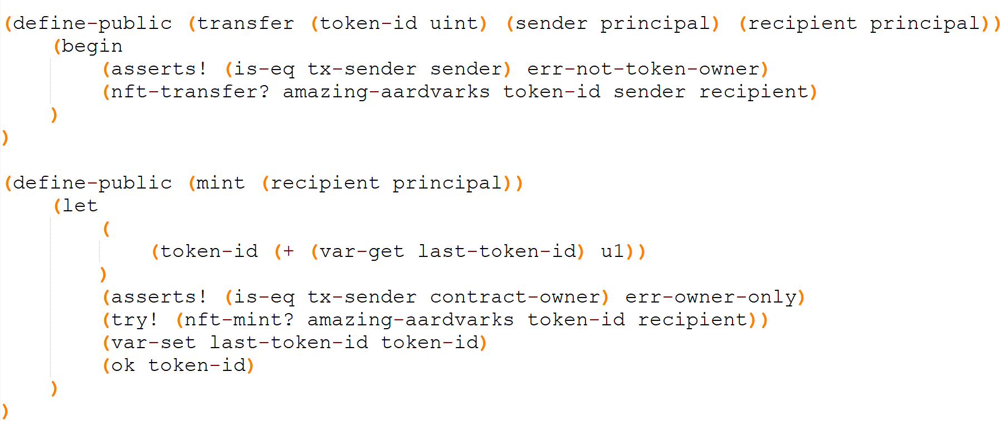 (define-public (transfer (token-id uint) (sender principal) (recipient principal))
    (begin
        (asserts! (is-eq tx-sender sender) err-not-token-owner)
        (nft-transfer? amazing-aardvarks token-id sender recipient)
    )
)

(define-public (mint (recipient principal))
    (let
        (
            (token-id (+ (var-get last-token-id) u1))
        )
        (asserts! (is-eq tx-sender contract-owner) err-owner-only)
        (try! (nft-mint? amazing-aardvarks token-id recipient))
        (var-set last-token-id token-id)
        (ok token-id)
    )
)